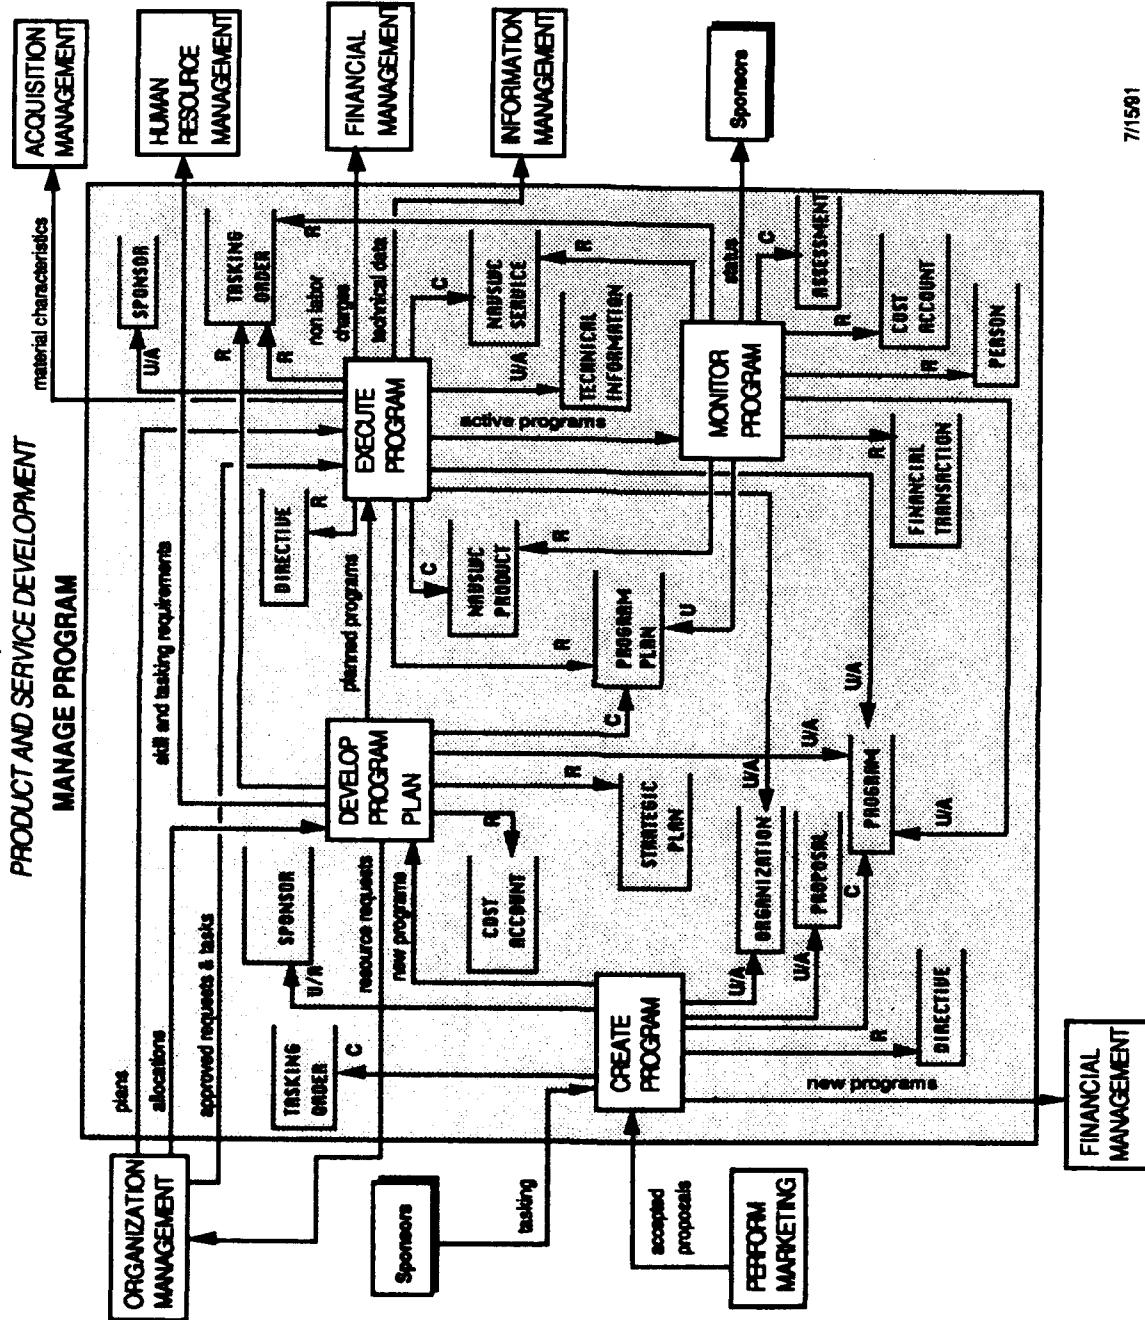 PRODUCT AND SERVICE DEVELOPMENT
MANAGE PROGRAM
ORGANIZATION
MANAGEMENT
plans
allocations
approved requests & tasks
skill and tasking requirements
material characteristics
ACQUISITION
MANAGEMENT
HUMAN
RESOURCE
MANAGEMENT
FINANCIAL
MANAGEMENT
INFORMATION
MANAGEMENT
Sponsors
Sponsors
tasking
accepted
proposals
PERFORM
MARKETING
TASKING
ORDER
C
SPONSOR
U/A
resource requests
new programs
CREATE
PROGRAM
U/A
U/A
C
R
DIRECTIVE
new programs
FINANCIAL
MANAGEMENT
ORGANIZATION
PROPOSAL
PROGRAM
DEVELOP
PROGRAM
PLAN
R
COST
ACCOUNT
R
STRATEGIC
PLAN
U/A
C
PROGRAM
PLAN
planned programs
DIRECTIVE
R
EXECUTE
PROGRAM
C
NAVSWC
PRODUCT
R
R
U
U/A
U/A
U/A
SPONSOR
U/A
TASKING
ORDER
R
R
R
non labor
charges
technical data
C
NAVSWC
SERVICE
R
U/A
TECHNICAL
INFORMATION
active programs
MONITOR
PROGRAM
status
C
ASSESSMENT
R
COST
ACCOUNT
R
PERSON
R
FINANCIAL
TRANSACTION
7/15/91